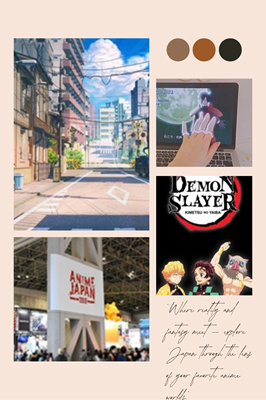 DEMON
SLAYER
KIMETSU NO YAIBA
ANIME
JAPAN
"Where reality and
fantasy meet – explore
Japan through the lens
of your favorite anime
worlds"